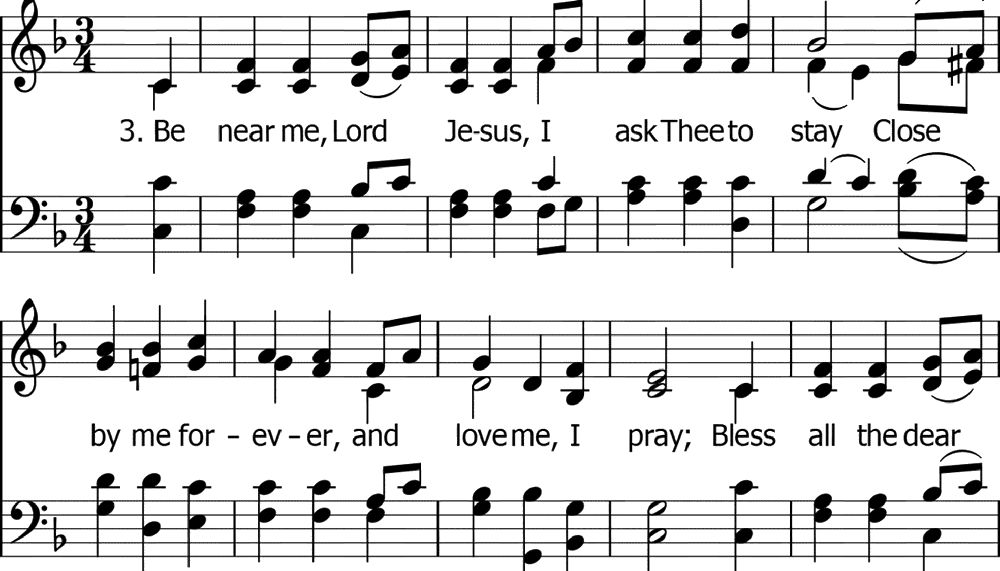 3. Be near me, Lord Je-sus, I ask Thee to stay Close
by me for - ev - er, and love me, I pray; Bless all the dear